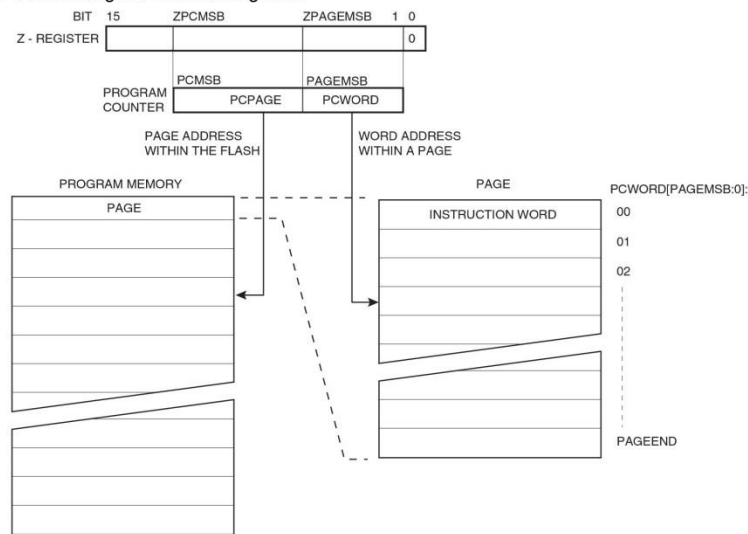 BIT 15 ZPCMSB ZPAGEMSB 1 0
Z - REGISTER 0
PCMSB PAGEMSB
PROGRAM
COUNTER
PCPAGE PCWORD
PAGE ADDRESS
WITHIN THE FLASH
WORD ADDRESS
WITHIN A PAGE
PROGRAM MEMORY
PAGE
PAGE
PCWORD[PAGEMSB:0]:
INSTRUCTION WORD
00
01
02
PAGEEND